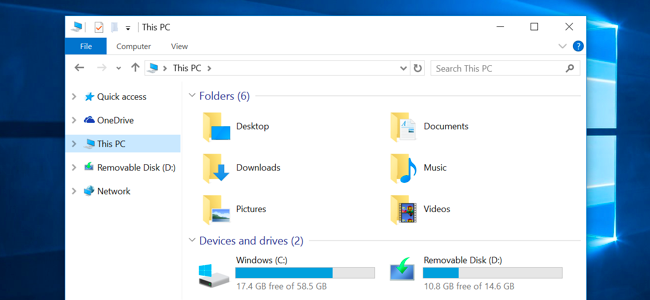 This PC
File Computer View
This PC Search This PC
Quick access
OneDrive
This PC
Removable Disk (D:)
Network
Folders (6)
Desktop Documents
Downloads Music
Pictures Videos
Devices and drives (2)
Windows (C:) Removable Disk (D:)
17.4 GB free of 58.5 GB 10.8 GB free of 14.6 GB